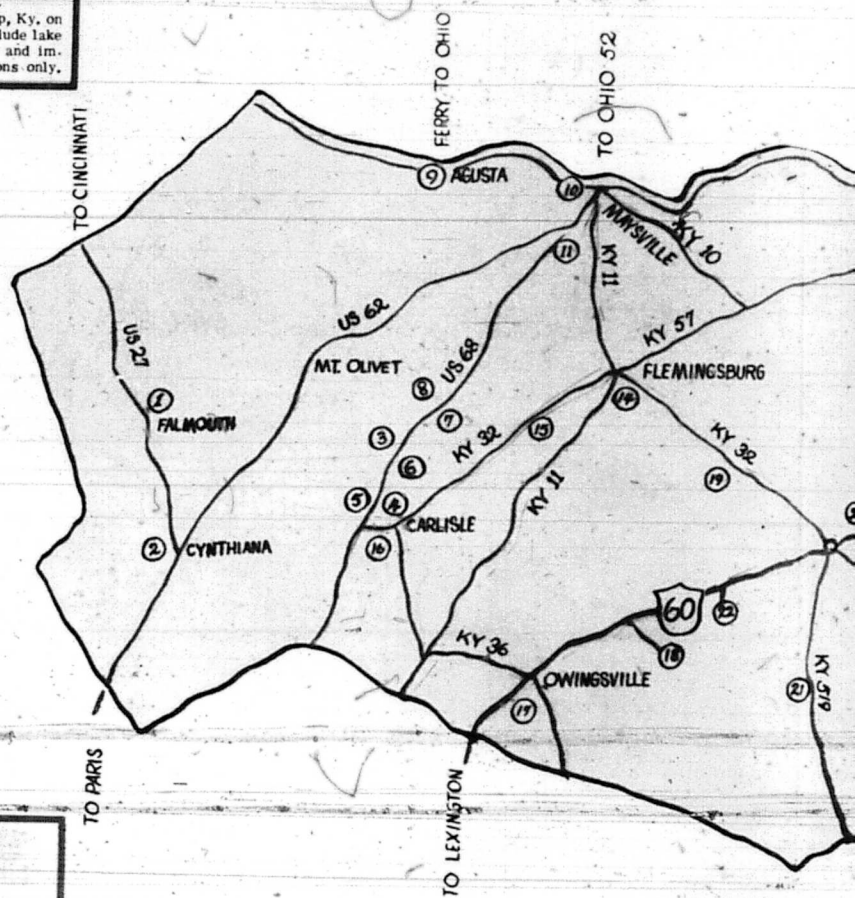 p, Ky. on
lude lake
and im-
ons only.
TO CINCINNATI
FERRY TO OHIO
TO OHIO 52
9 AGUSTA
10
MAYSVILLE
KY 10
11
KY 11
US 62
US 27
MT. OLIVET
US 68
KY 57
FLEMINGSBURG
14
8
1
FALMOUTH
7
3
KY 32
15
KY 32
6
19
5
4
KY 11
CARLISLE
2
CYNTHIANA
16
60
22
KY 36
18
OWINGSVILLE
17
21
KY 519
TO PARIS
TO LEXINGTON